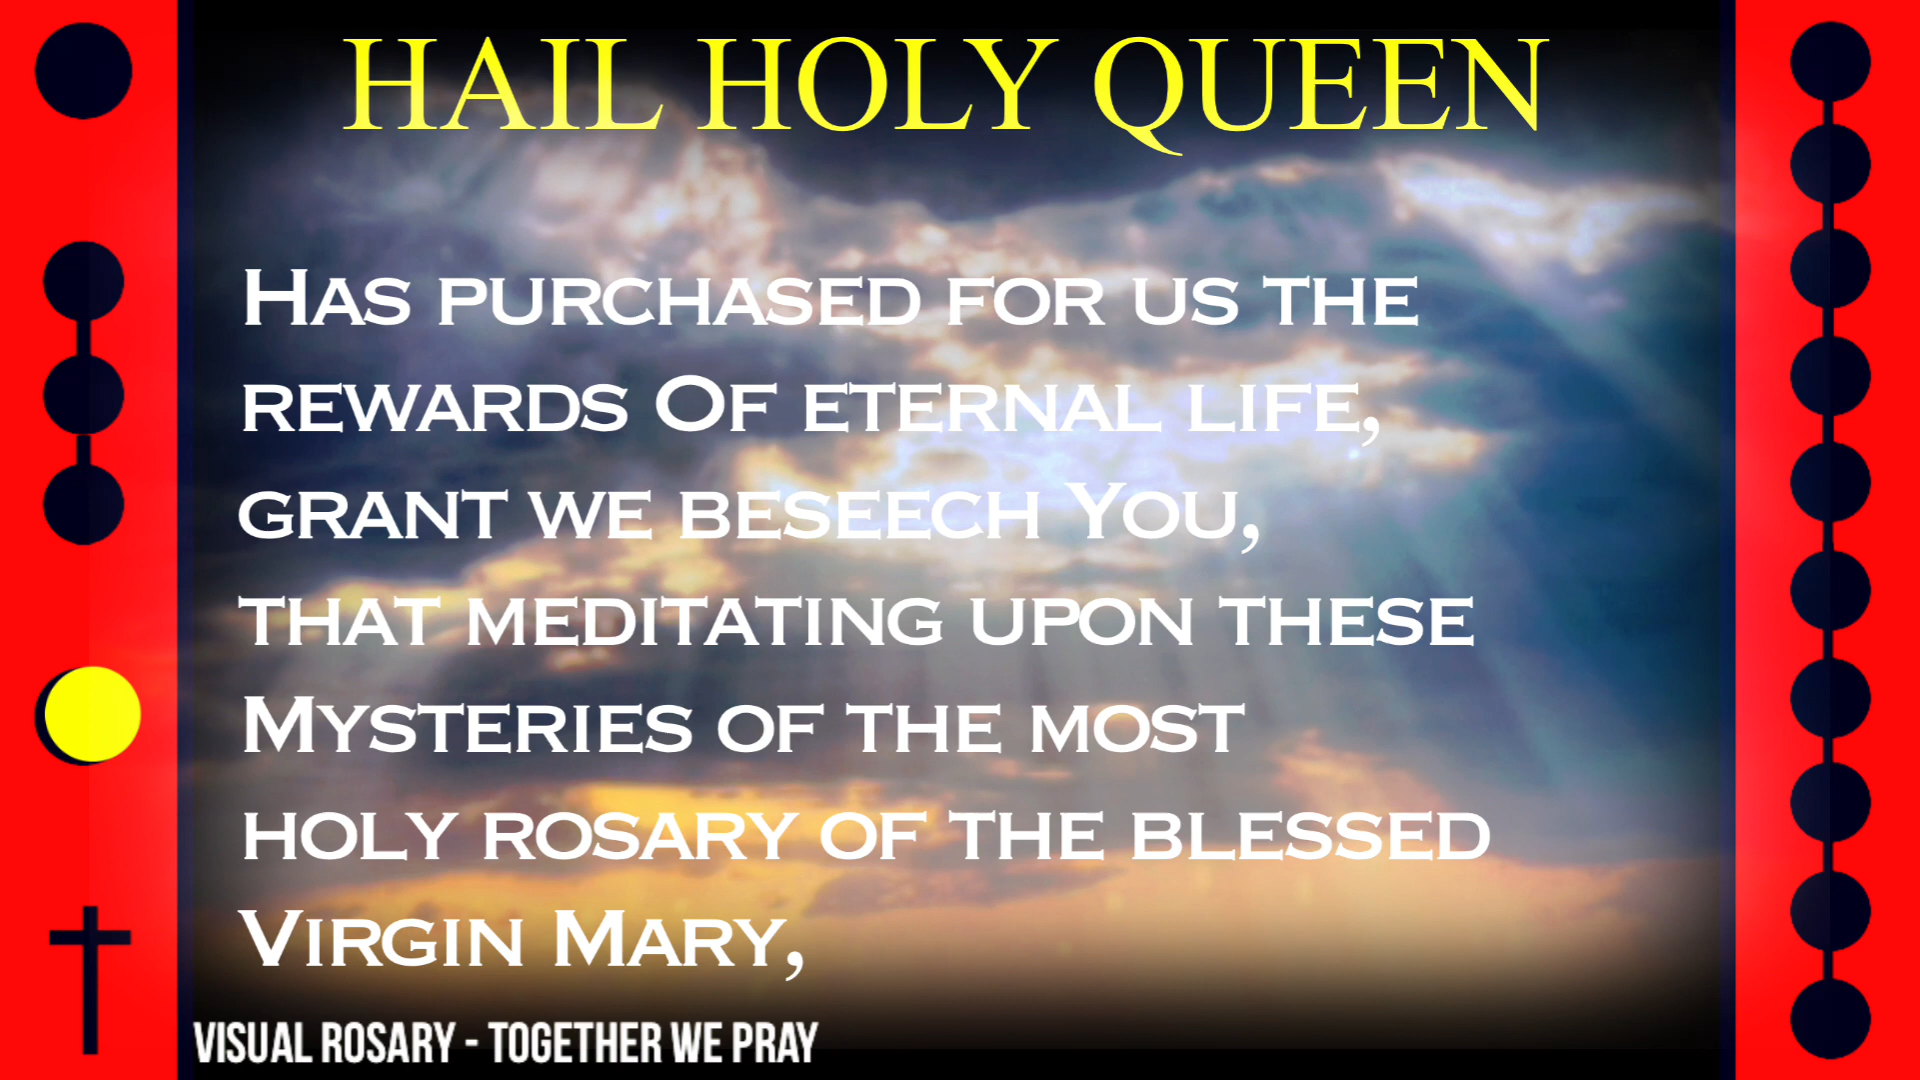 HAIL HOLY QUEEN
HAS PURCHASED FOR US THE
REWARDS OF ETERNAL LIFE,
GRANT WE BESEECH YOU,
THAT MEDITATING UPON THESE
MYSTERIES OF THE MOST
HOLY ROSARY OF THE BLESSED
VIRGIN MARY,
VISUAL ROSARY - TOGETHER WE PRAY